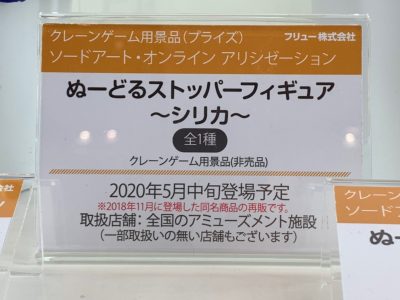 クレーンゲーム用景品(プライズ) フリュー株式会社
ソードアート・オンライン アリシゼーション
ぬーどるストッパーフィギュア
~シリカ~
全1種
クレーンゲーム用景品(非売品)
2020年5月中旬登場予定
※2018年11月に登場した同名商品の再販です。
取扱店舗:全国のアミューズメント施設
(一部取扱いの無い店舗もございます)
会社
ン
クレーンゲーム
ソードア
ぬー